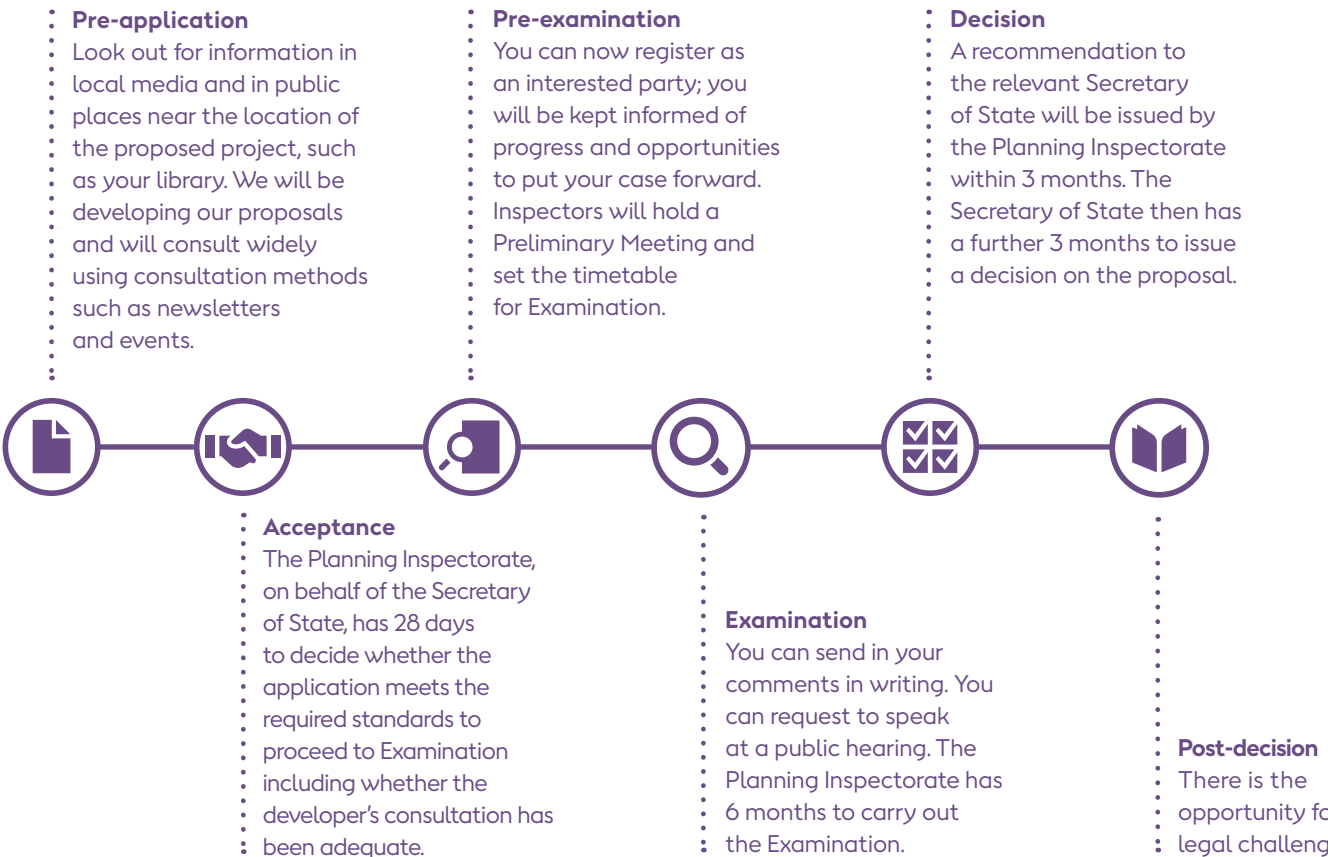 Pre-application
Look out for information in
local media and in public
places near the location of
the proposed project, such
as your library. We will be
developing our proposals
and will consult widely
using consultation methods
such as newsletters
and events.
Acceptance
The Planning Inspectorate,
on behalf of the Secretary
of State, has 28 days
to decide whether the
application meets the
required standards to
proceed to Examination
including whether the
developer's consultation has
been adequate.
Pre-examination
You can now register as
an interested party; you
will be kept informed of
progress and opportunities
to put your case forward.
Inspectors will hold a
Preliminary Meeting and
set the timetable
for Examination.
Examination
You can send in your
comments in writing. You
can request to speak
at a public hearing. The
Planning Inspectorate has
6 months to carry out
the Examination.
Decision
A recommendation to
the relevant Secretary
of State will be issued by
the Planning Inspectorate
within 3 months. The
Secretary of State then has
a further 3 months to issue
a decision on the proposal.
Post-decision
There is the
opportunity
legal